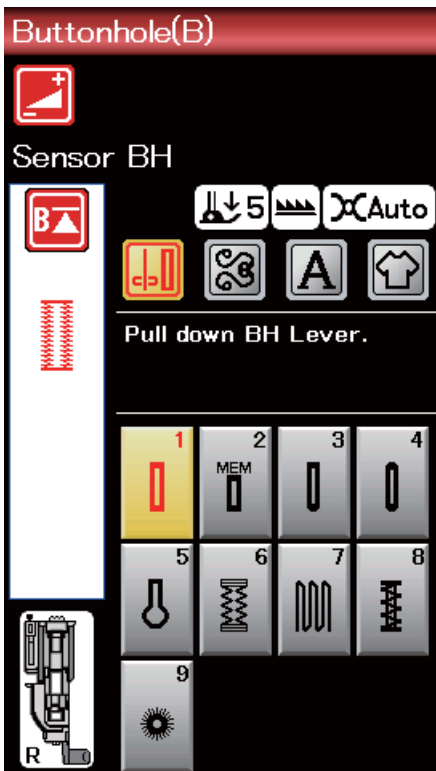 Buttonhole(B)
Sensor BH
B
5
Auto
A
Pull down BH Lever.
1
2
3
4
MEM
5
6
7
8
9
R